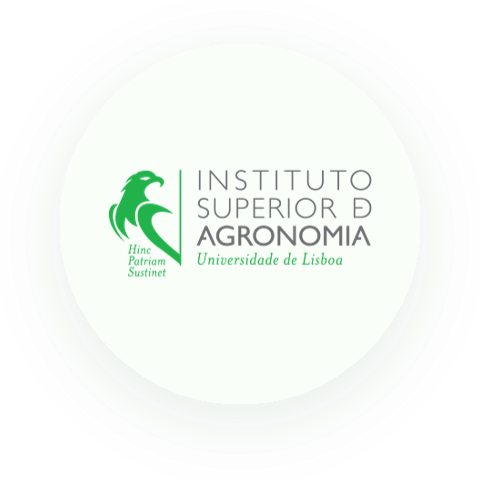 INSTITUTO
SUPERIOR Ð
AGRONOMIA
Universidade de Lisboa
Hinc
Patriam
Sustinet